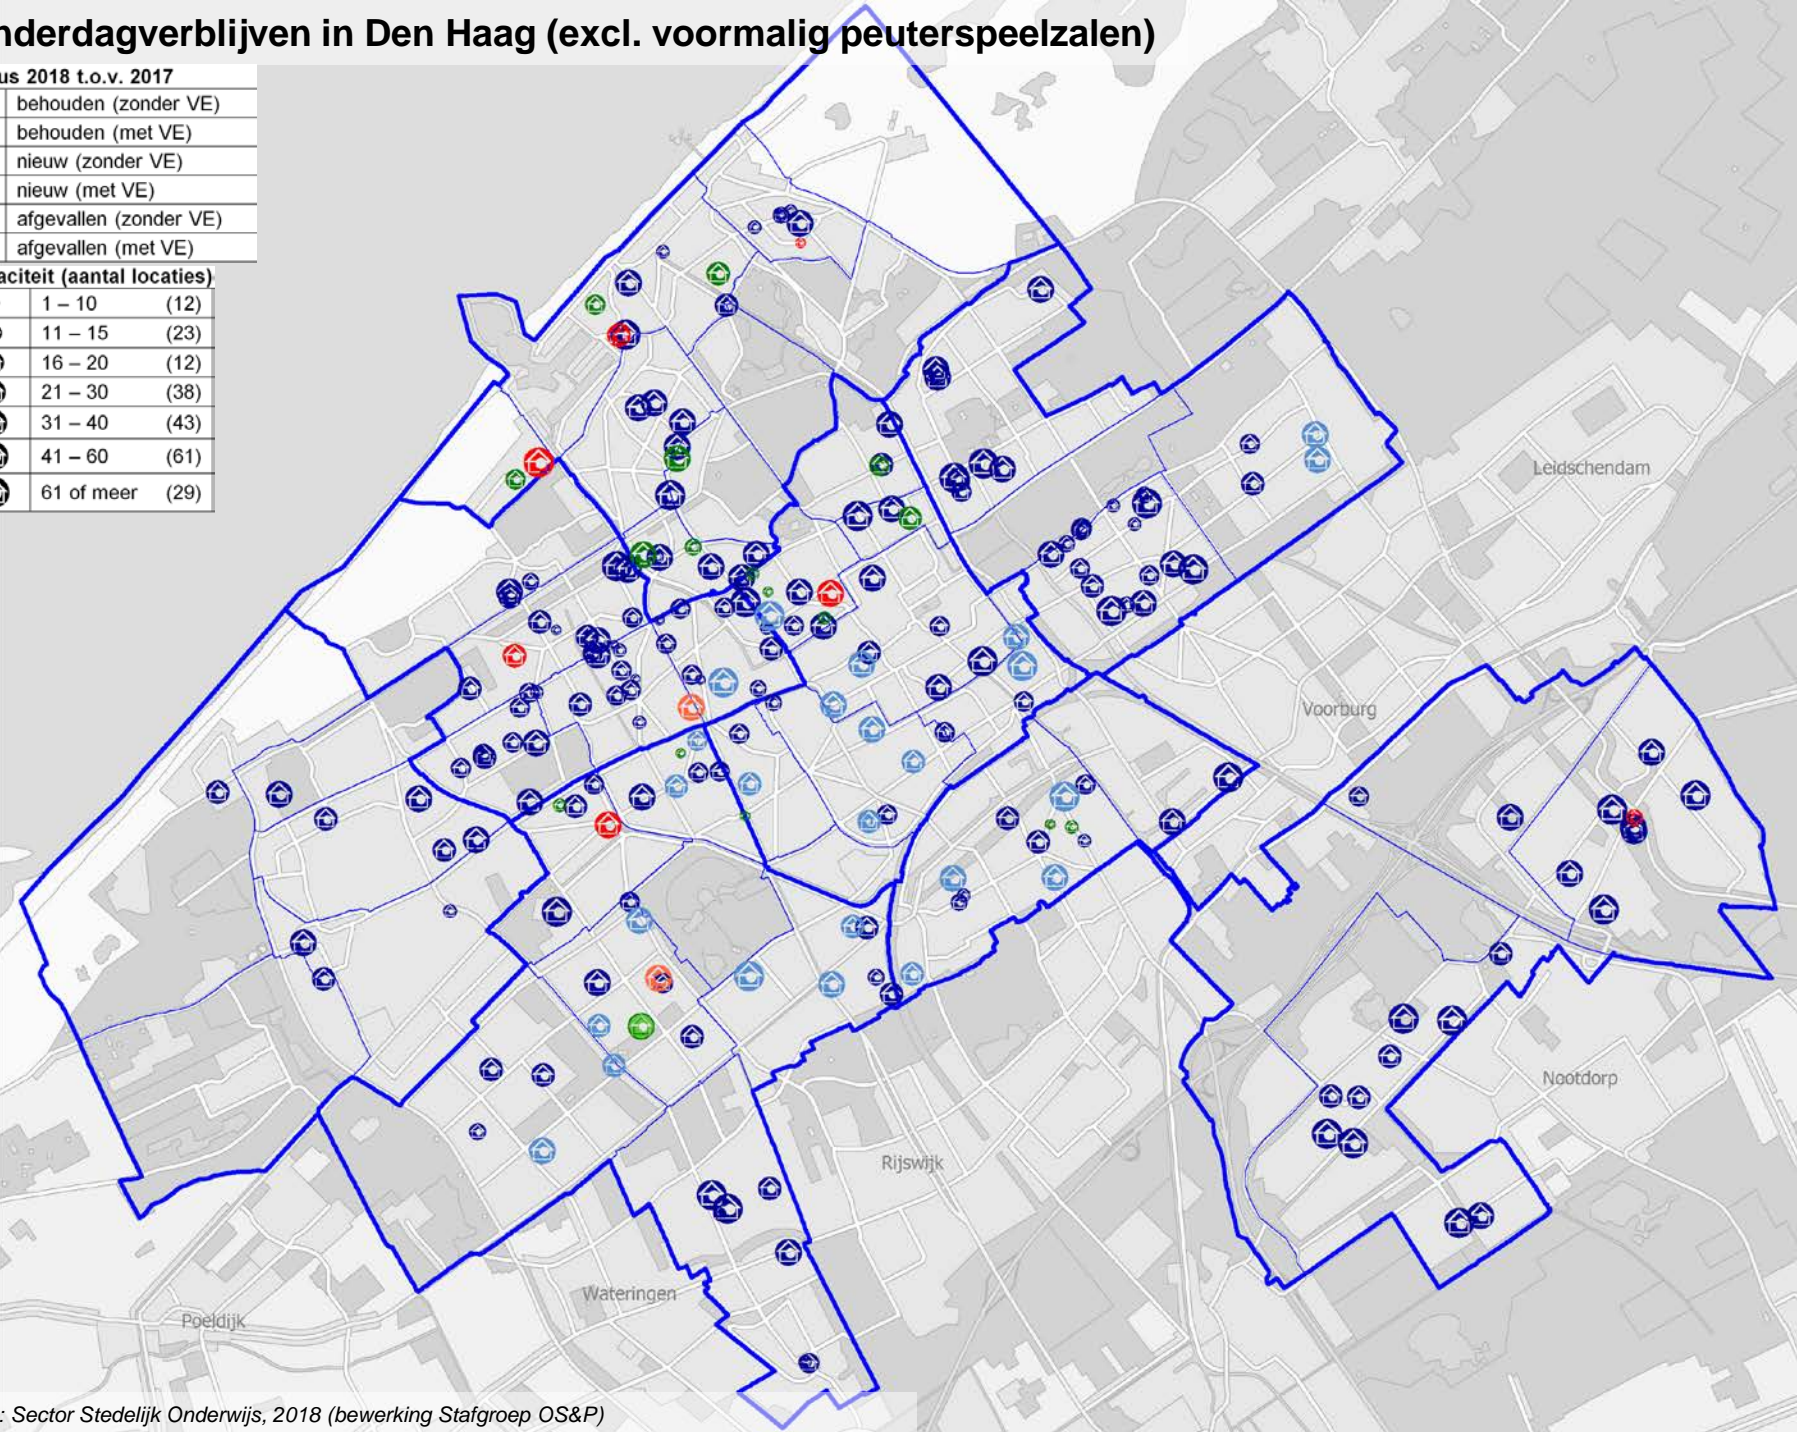 nderdagverblijven in Den Haag (excl. voormalig peuterspeelzalen)
us 2018 t.o.v. 2017
behouden (zonder VE)
behouden (met VE)
nieuw (zonder VE)
nieuw (met VE)
afgevallen (zonder VE)
afgevallen (met VE)
aciteit (aantal locaties)
1 – 10 (12)
11 – 15 (23)
16 – 20 (12)
21 – 30 (38)
31 – 40 (43)
41 – 60 (61)
61 of meer (29)
Leidschendam
Voorburg
Nootdorp
Rijswijk
Wateringen
Poeldijk
: Sector Stedelijk Onderwijs, 2018 (bewerking Stafgroep OS&P)